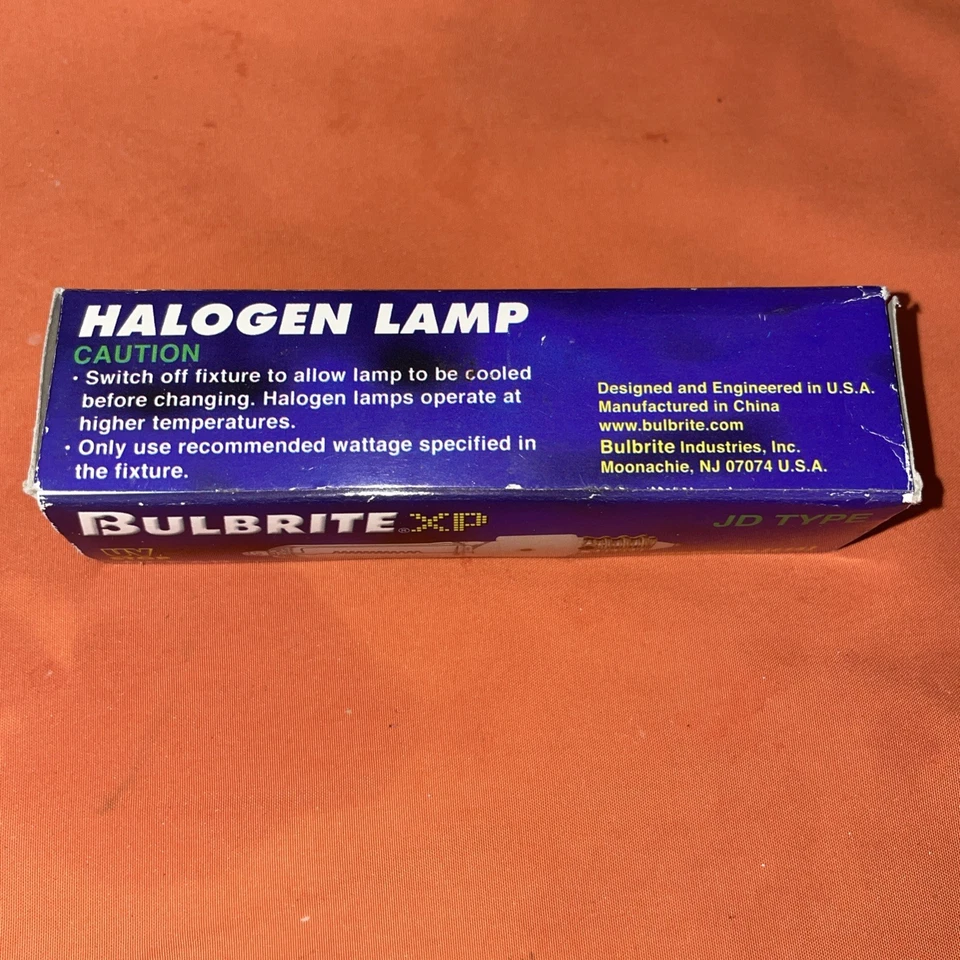 HALOGEN LAMP
CAUTION
· Switch off fixture to allow lamp to be cooled
before changing. Halogen lamps operate at
higher temperatures.
· Only use recommended wattage specified in
the fixture.
Designed and Engineered in U.S.A.
Manufactured in China
www.bulbrite.com
Bulbrite Industries, Inc.
Moonachie, NJ 07074 U.S.A.
BULBRITE® XP
JD TYPE